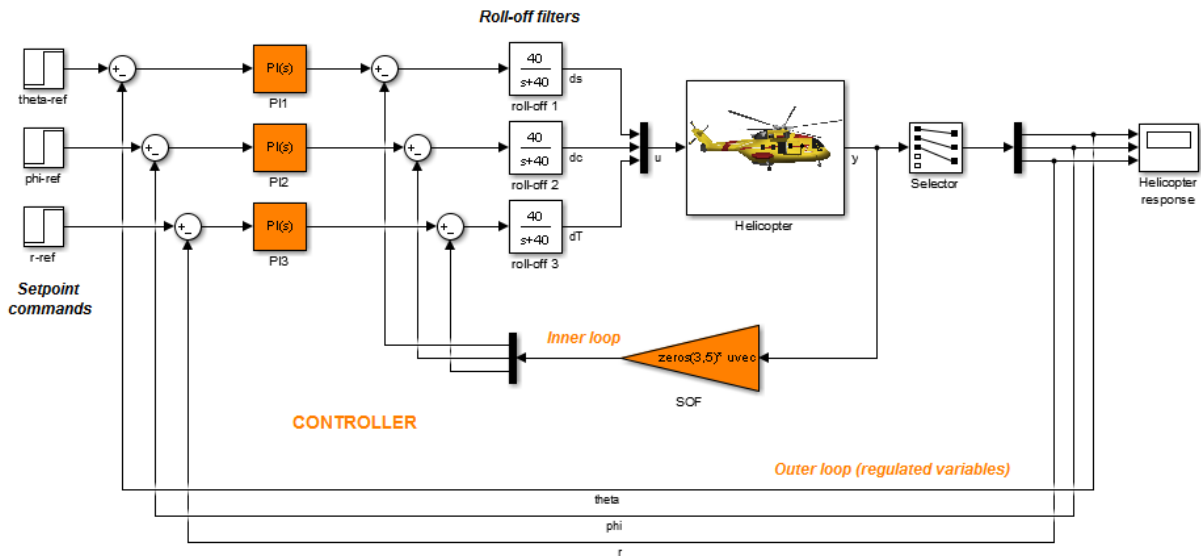 Roll-off filters
theta-ref
+_
PI(s)
PI1
+_
40
s+40
roll-off 1
ds
phi-ref
+_
PI(s)
PI2
+_
40
s+40
roll-off 2
dc
u
Helicopter
y
Selector
Helicopter
response
r-ref
+_
PI(s)
PI3
+_
40
s+40
roll-off 3
dT
Setpoint
commands
Inner loop
zeros(3,5)* uvec
SOF
CONTROLLER
Outer loop (regulated variables)
theta
phi
r